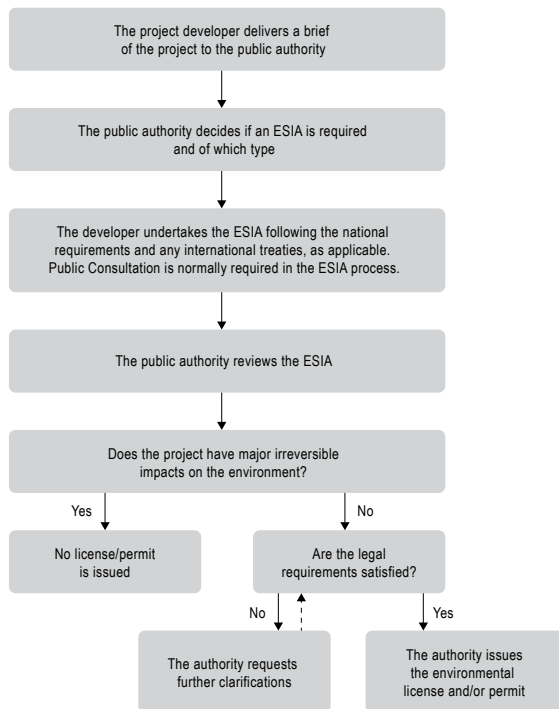 The project developer delivers a brief
of the project to the public authority
The public authority decides if an ESIA is required
and of which type
The developer undertakes the ESIA following the national
requirements and any international treaties, as applicable.
Public Consultation is normally required in the ESIA process.
The public authority reviews the ESIA
Does the project have major irreversible
impacts on the environment?
Yes
No
No license/permit
is issued
Are the legal
requirements satisfied?
No
Yes
The authority requests
further clarifications
The authority issues
the environmental
license and/or permit